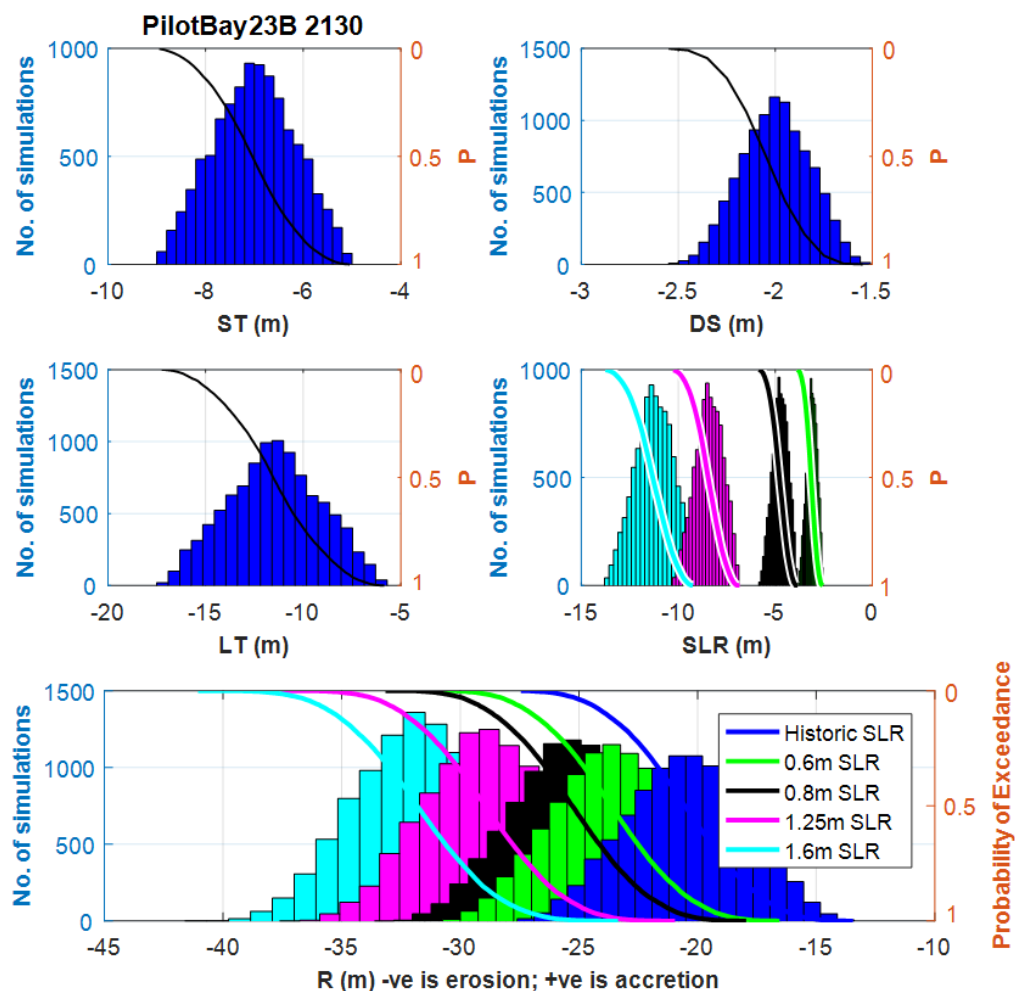 PilotBay23B 2130
No. of simulations
1000
500
0
0
0.5
1
P
-10
-8
-6
-4
ST (m)
No. of simulations
1500
1000
500
0
0
0.5
1
P
-3
-2.5
-2
-1.5
DS (m)
No. of simulations
1500
1000
500
0
0
0.5
1
P
-20
-15
-10
-5
LT (m)
No. of simulations
1000
500
0
0
0.5
1
P
-15
-10
-5
0
SLR (m)
No. of simulations
1500
1000
500
0
0
0.5
1
Probability of Exceedance
Historic SLR
0.6m SLR
0.8m SLR
1.25m SLR
1.6m SLR
-45
-40
-35
-30
-25
-20
-15
-10
R (m) -ve is erosion; +ve is accretion